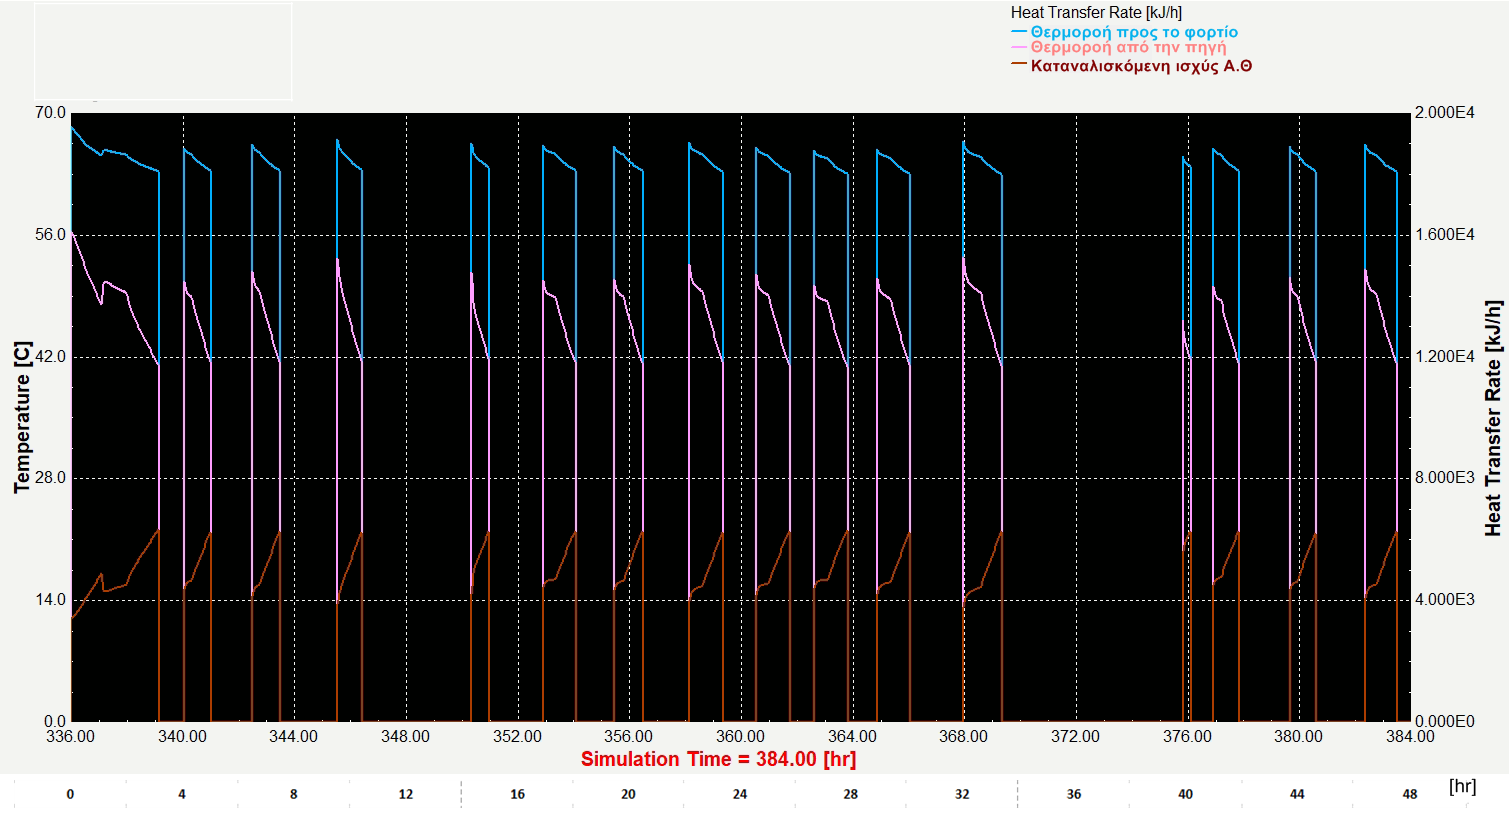 Heat Transfer Rate [kJ/h]
Θερμοροή προς το φορτίο
Θερμοροή από την πηγή
Καταναλισκόμενη ισχύς Α.Θ
70.0
56.0
42.0
28.0
14.0
0.0
Temperature [C]
2.000E4
1.600E4
1.200E4
8.000E3
4.000E3
0.000E0
Heat Transfer Rate [kJ/h]
336.00 340.00 344.00 348.00 352.00 356.00 360.00 364.00 368.00 372.00 376.00 380.00 384.00
Simulation Time = 384.00 [hr]
0 4 8 12 16 20 24 28 32 36 40 44 48 [hr]